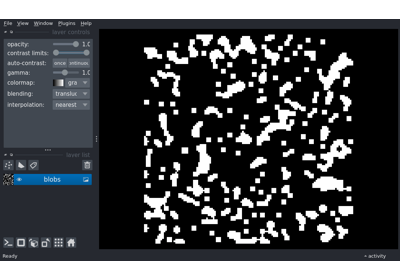 File View Window Plugins Help
layer controls
opacity: 1.0
contrast limits:
auto-contrast: once
gamma: 1.0
colormap: gra
blending: transluc
interpolation: nearest
layer list
blobs
Ready activity